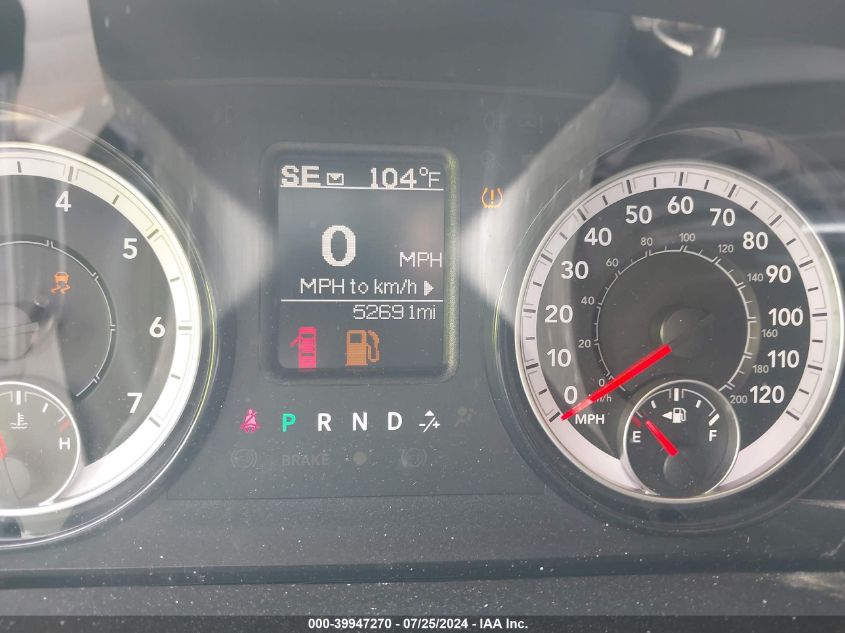 SE 104°F
0 MPH
MPH to km/h
52691mi
4
5
6
7
H
P R N D -/+
BRAKE
0 10 20 30 40 50 60 70 80 90 100 110 120
MPH
0 20 40 60 80 100 120 140 160 180 200
E F
000-39947270 - 07/25/2024 - IAA Inc.